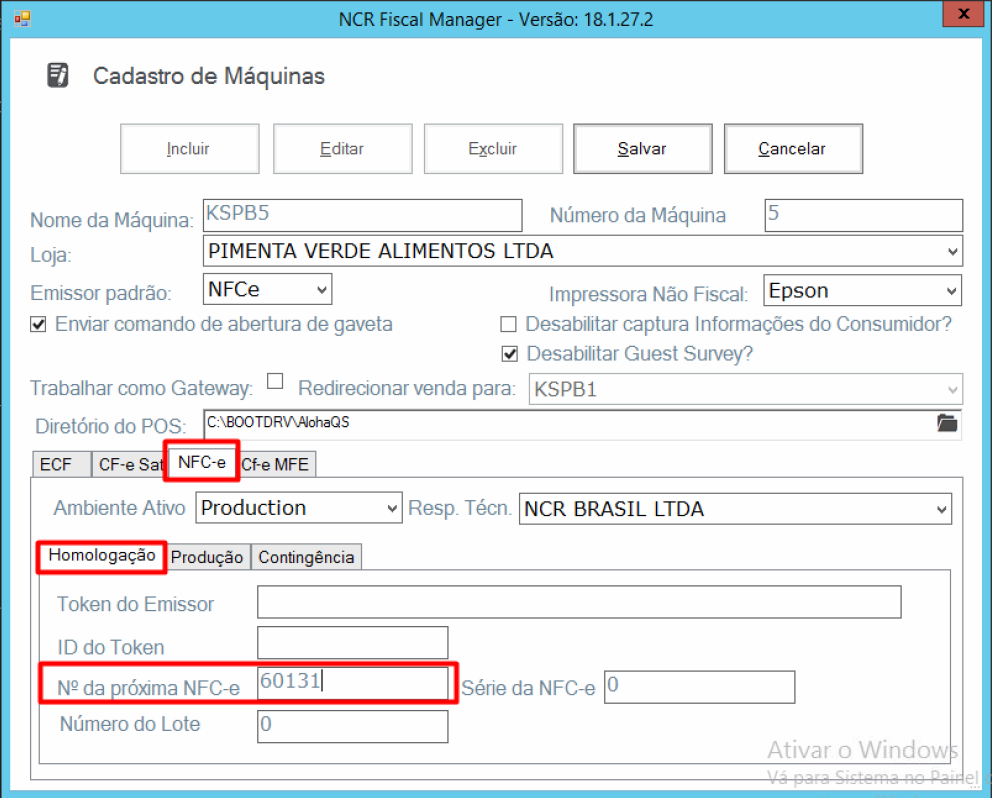 NCR Fiscal Manager - Versão: 18.1.27.2
x
Cadastro de Máquinas
Incluir Editar Excluir Salvar Cancelar
Nome da Máquina: KSPB5 Número da Máquina 5
Loja: PIMENTA VERDE ALIMENTOS LTDA
Emissor padrão: NFCe Impressora Não Fiscal: Epson
Enviar comando de abertura de gaveta Desabilitar captura Informações do Consumidor?
Desabilitar Guest Survey?
Trabalhar como Gateway: Redirecionar venda para: KSPB1
Diretório do POS: C:\BOOTDRV\AlohaQS
ECF CF-e Sat NFC-e Cf-e MFE
Ambiente Ativo Production Resp. Técn. NCR BRASIL LTDA
Homologação Produção Contingência
Token do Emissor
ID do Token
Nº da próxima NFC-e 60131 Série da NFC-e 0
Número do Lote 0
Ativar o Windows
Vá para Sistema no Painel